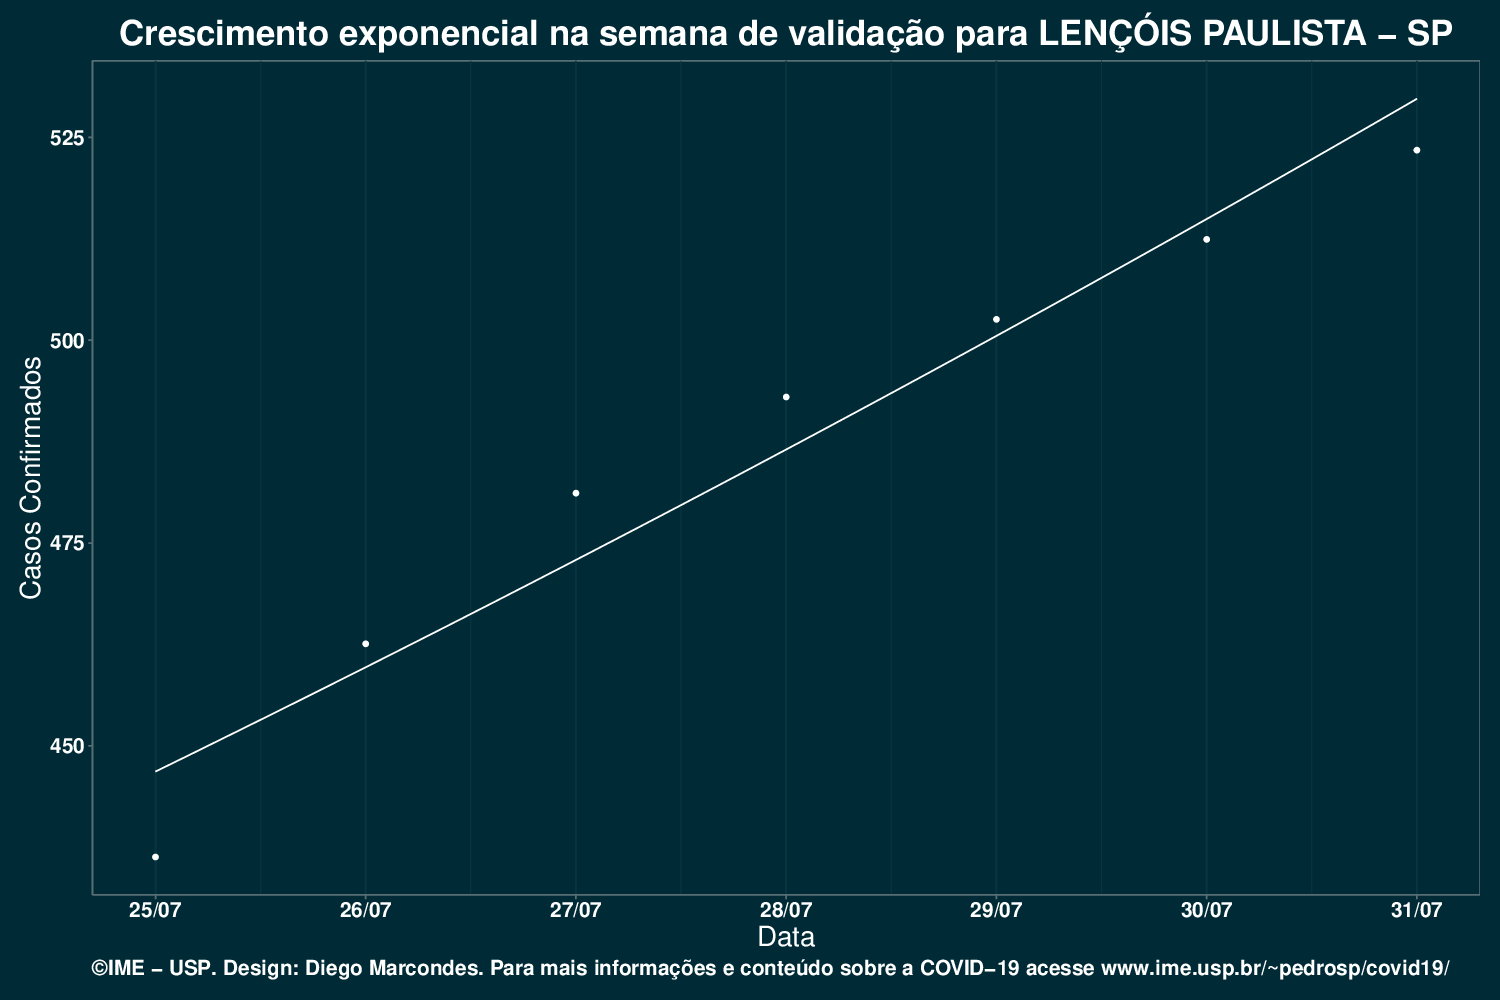 Crescimento exponencial na semana de validação para LENÇÓIS PAULISTA – SP
525
500
475
450
Casos Confirmados
25/07 26/07 27/07 28/07 29/07 30/07 31/07
Data
©IME – USP. Design: Diego Marcondes. Para mais informações e conteúdo sobre a COVID–19 acesse www.ime.usp.br/~pedrosp/covid19/